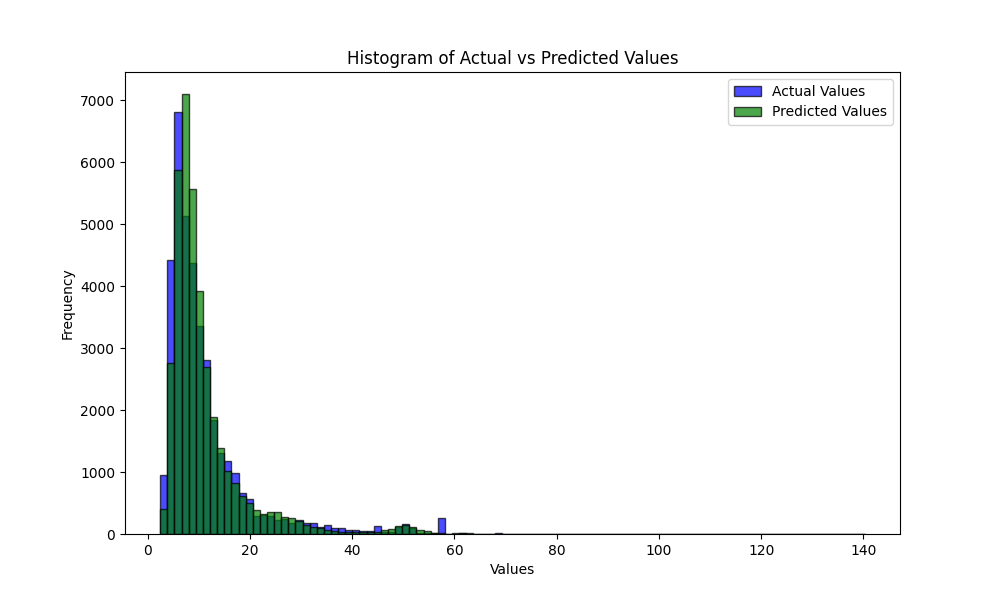 Histogram of Actual vs Predicted Values
Actual Values
Predicted Values
Frequency
7000
6000
5000
4000
3000
2000
1000
0
0 20 40 60 80 100 120 140
Values